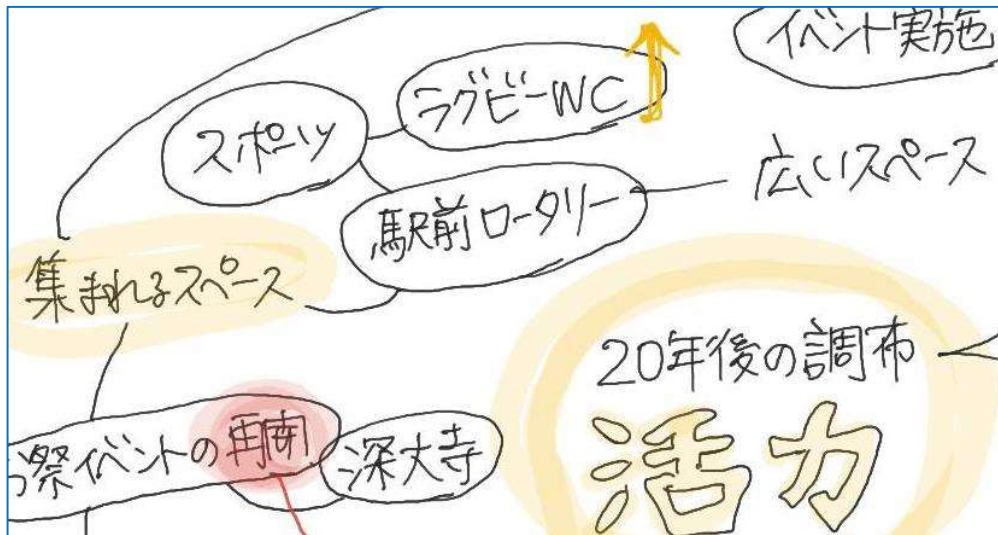 イベント実施
ラグビーWC
スポーツ
広いスペース
駅前ロータリー
集まれるスペース
20年後の調布
活力
祭イベントの再開
深大寺